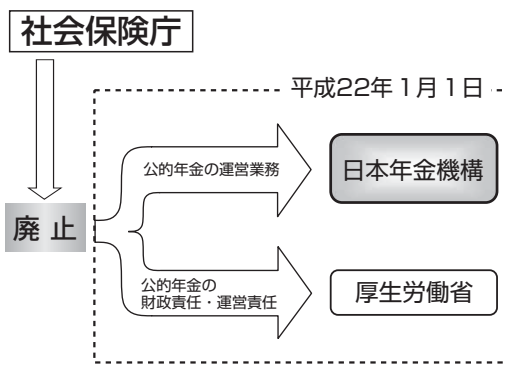 社会保険庁
平成22年1月1日
公的年金の運営業務
日本年金機構
廃止
公的年金の
財政責任・運営責任
厚生労働省